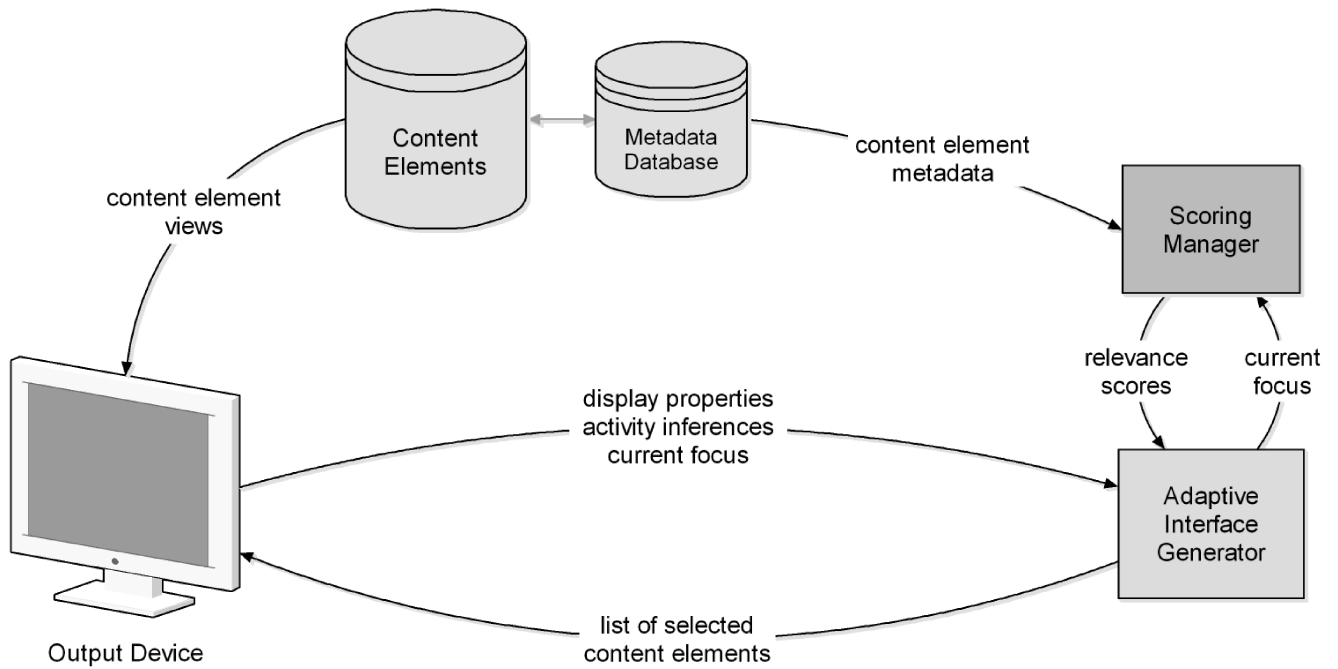 Content
Elements
Metadata
Database
content element
metadata
content element
views
Scoring
Manager
relevance
scores
current
focus
display properties
activity inferences
current focus
Adaptive
Interface
Generator
list of selected
content elements
Output Device